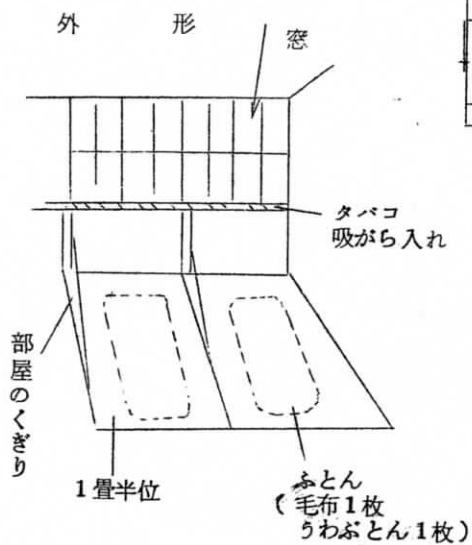 外形
窓
タバコ
吸がら入れ
部屋のくぎり
1畳半位
ふとん
(毛布1枚
うわぶとん1枚)